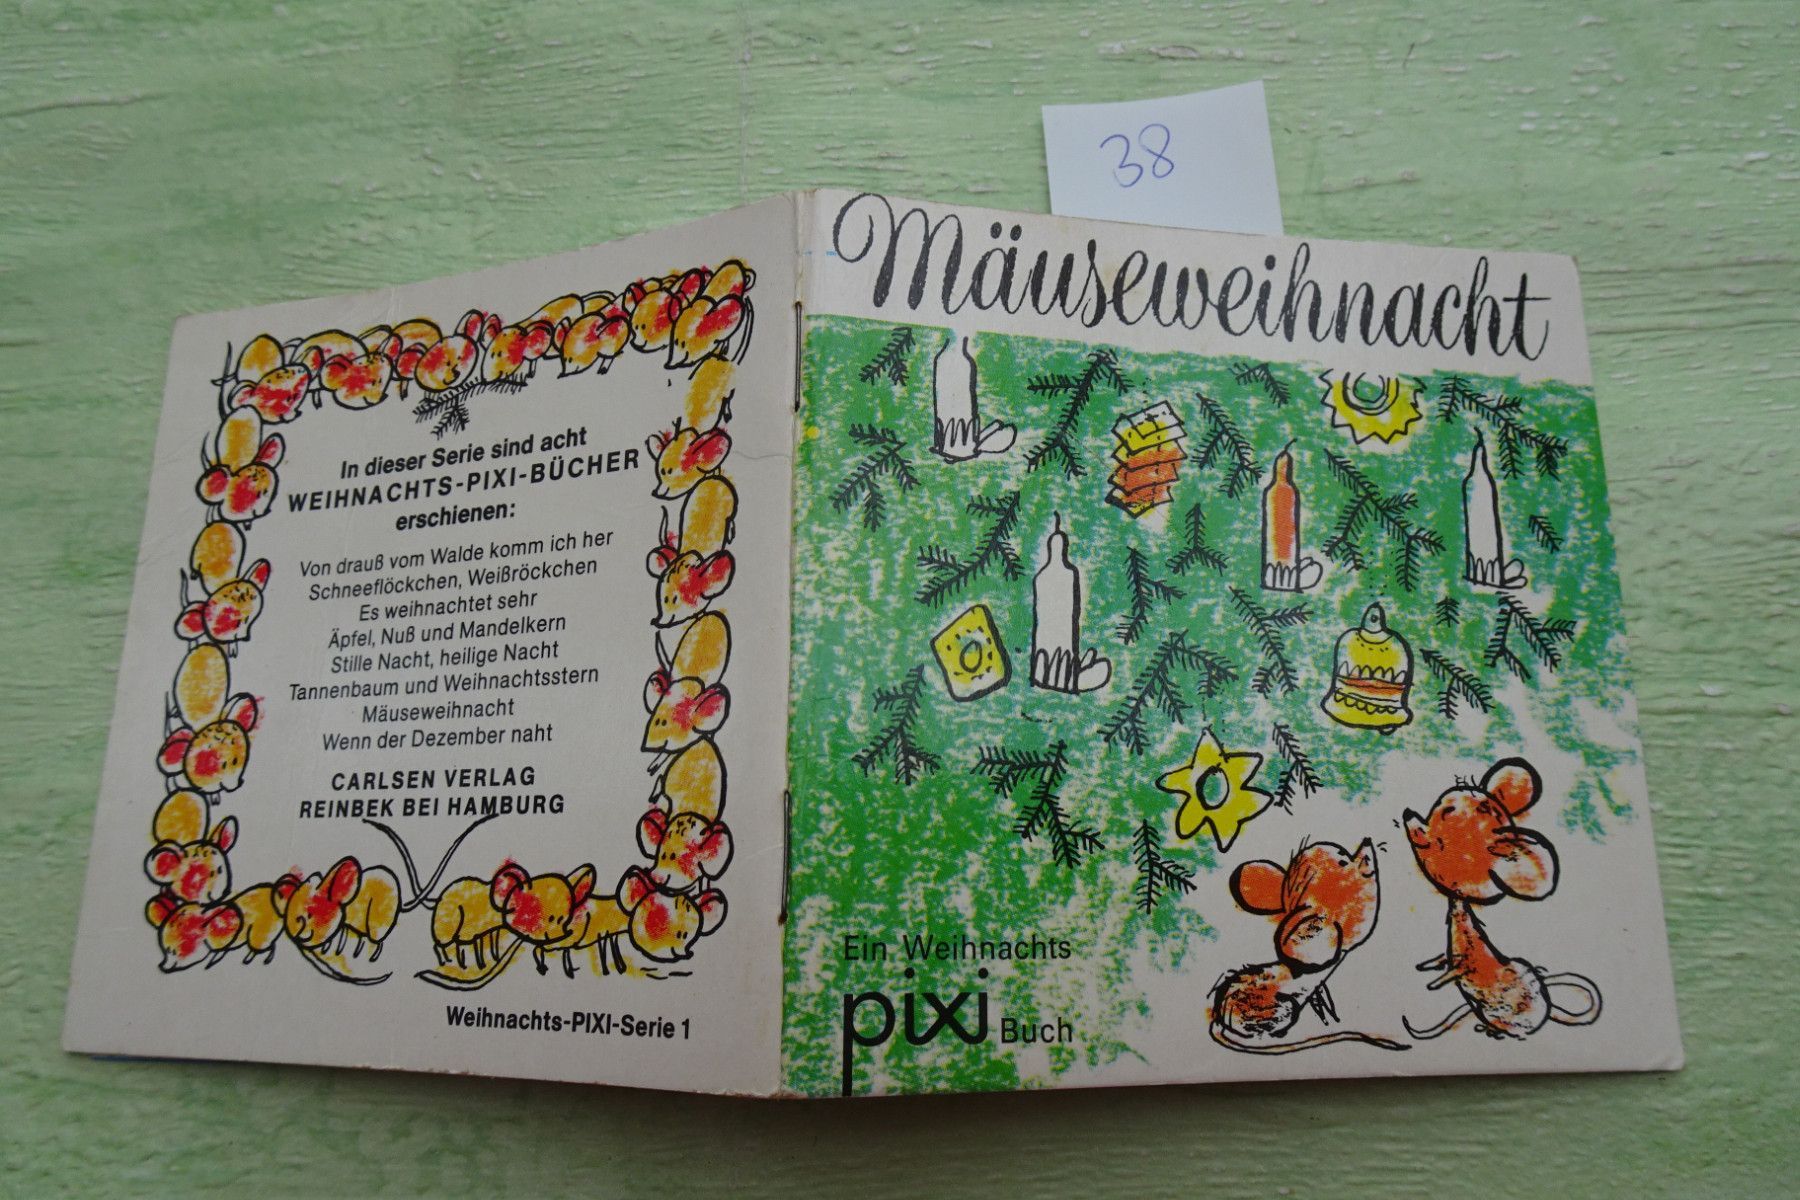 38
In dieser Serie sind acht
WEIHNACHTS-PIXI-BÜCHER
erschienen:
Von drauß vom Walde komm ich her
Schneeflöckchen, Weißröckchen
Es weihnachtet sehr
Äpfel, Nuß und Mandelkern
Stille Nacht, heilige Nacht
Tannenbaum und Weihnachtsstern
Mäuseweihnacht
Wenn der Dezember naht
CARLSEN VERLAG
REINBEK BEI HAMBURG
Weihnachts-PIXI-Serie 1
Mäuseweihnacht
Ein Weihnachts
pixi Buch